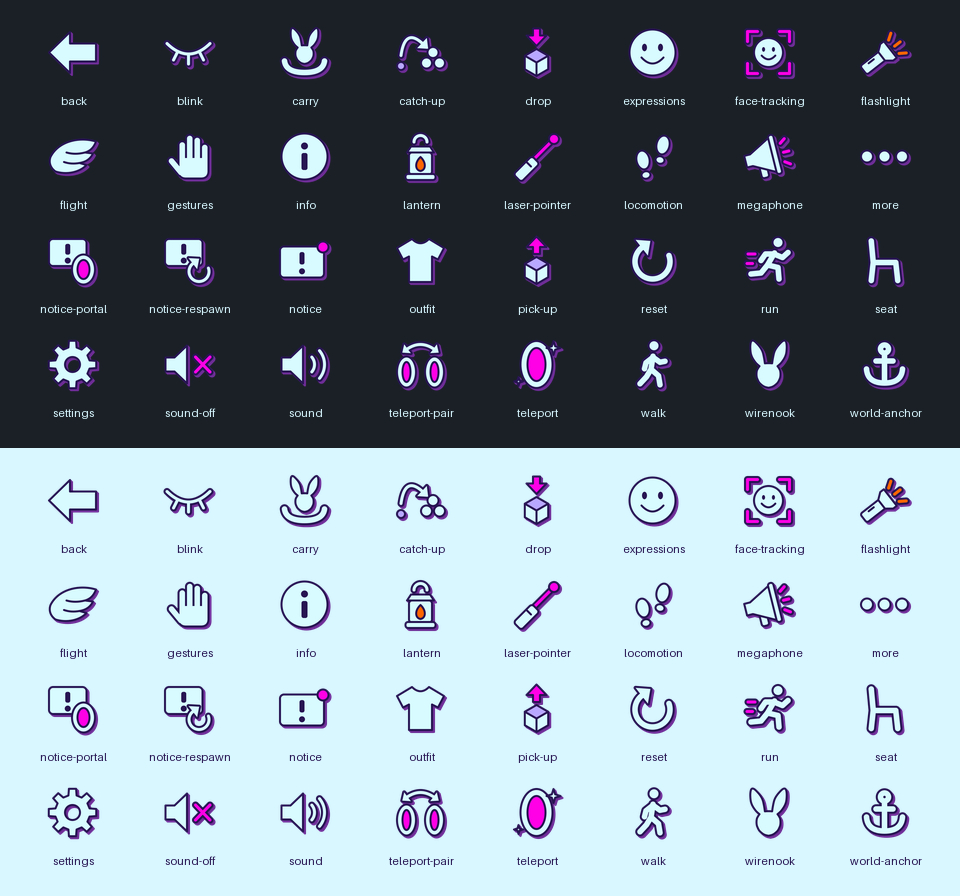 back blink carry catch-up drop expressions face-tracking flashlight
flight gestures info lantern laser-pointer locomotion megaphone more
notice-portal notice-respawn notice outfit pick-up reset run seat
settings sound-off sound teleport-pair teleport walk wirenook world-anchor
back blink carry catch-up drop expressions face-tracking flashlight
flight gestures info lantern laser-pointer locomotion megaphone more
notice-portal notice-respawn notice outfit pick-up reset run seat
settings sound-off sound teleport-pair teleport walk wirenook world-anchor